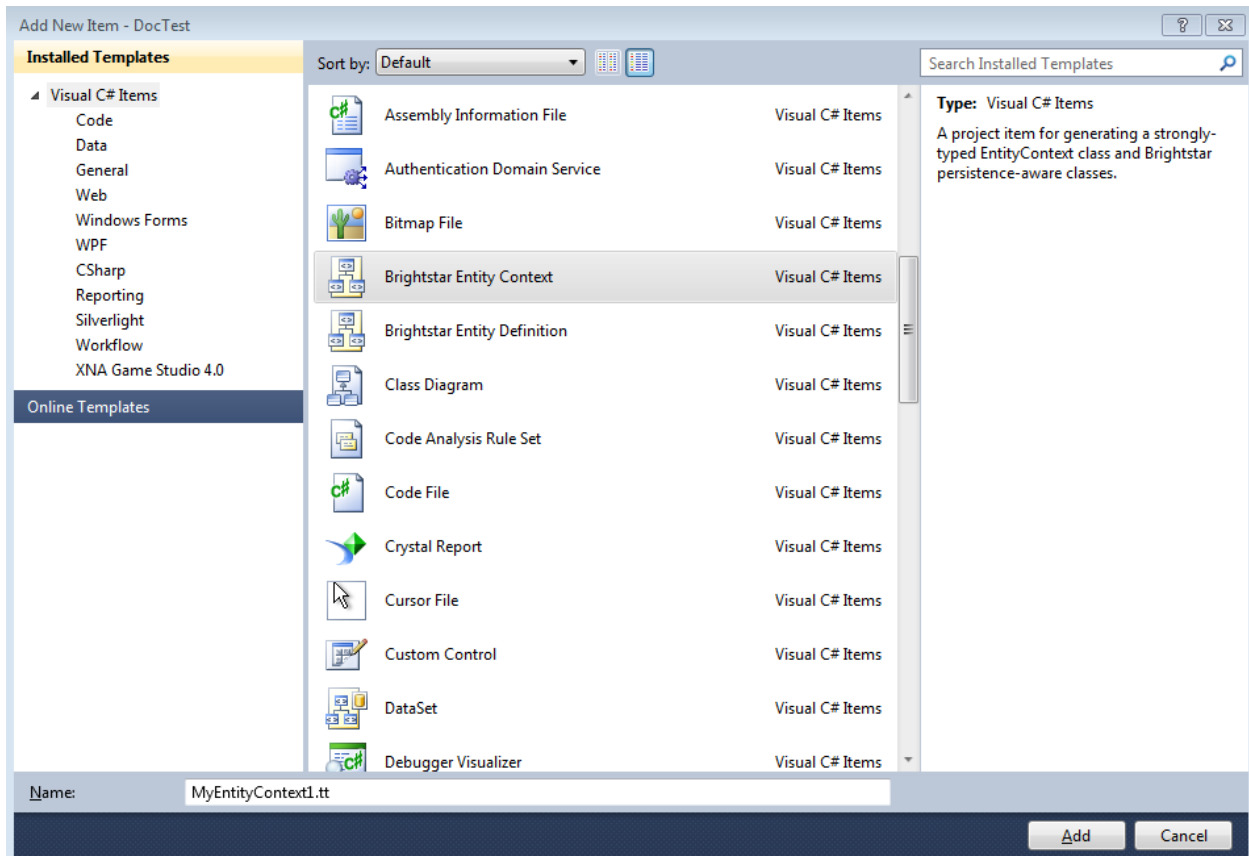 Add New Item - DocTest
Installed Templates
Visual C# Items
Code
Data
General
Web
Windows Forms
WPF
CSharp
Reporting
Silverlight
Workflow
XNA Game Studio 4.0
Online Templates
Sort by: Default
Assembly Information File Visual C# Items
Authentication Domain Service Visual C# Items
Bitmap File Visual C# Items
Brightstar Entity Context Visual C# Items
Brightstar Entity Definition Visual C# Items
Class Diagram Visual C# Items
Code Analysis Rule Set Visual C# Items
Code File Visual C# Items
Crystal Report Visual C# Items
Cursor File Visual C# Items
Custom Control Visual C# Items
DataSet Visual C# Items
Debugger Visualizer Visual C# Items
Search Installed Templates
Type: Visual C# Items
A project item for generating a strongly-
typed EntityContext class and Brightstar
persistence-aware classes.
Name: MyEntityContext1.tt
Add Cancel